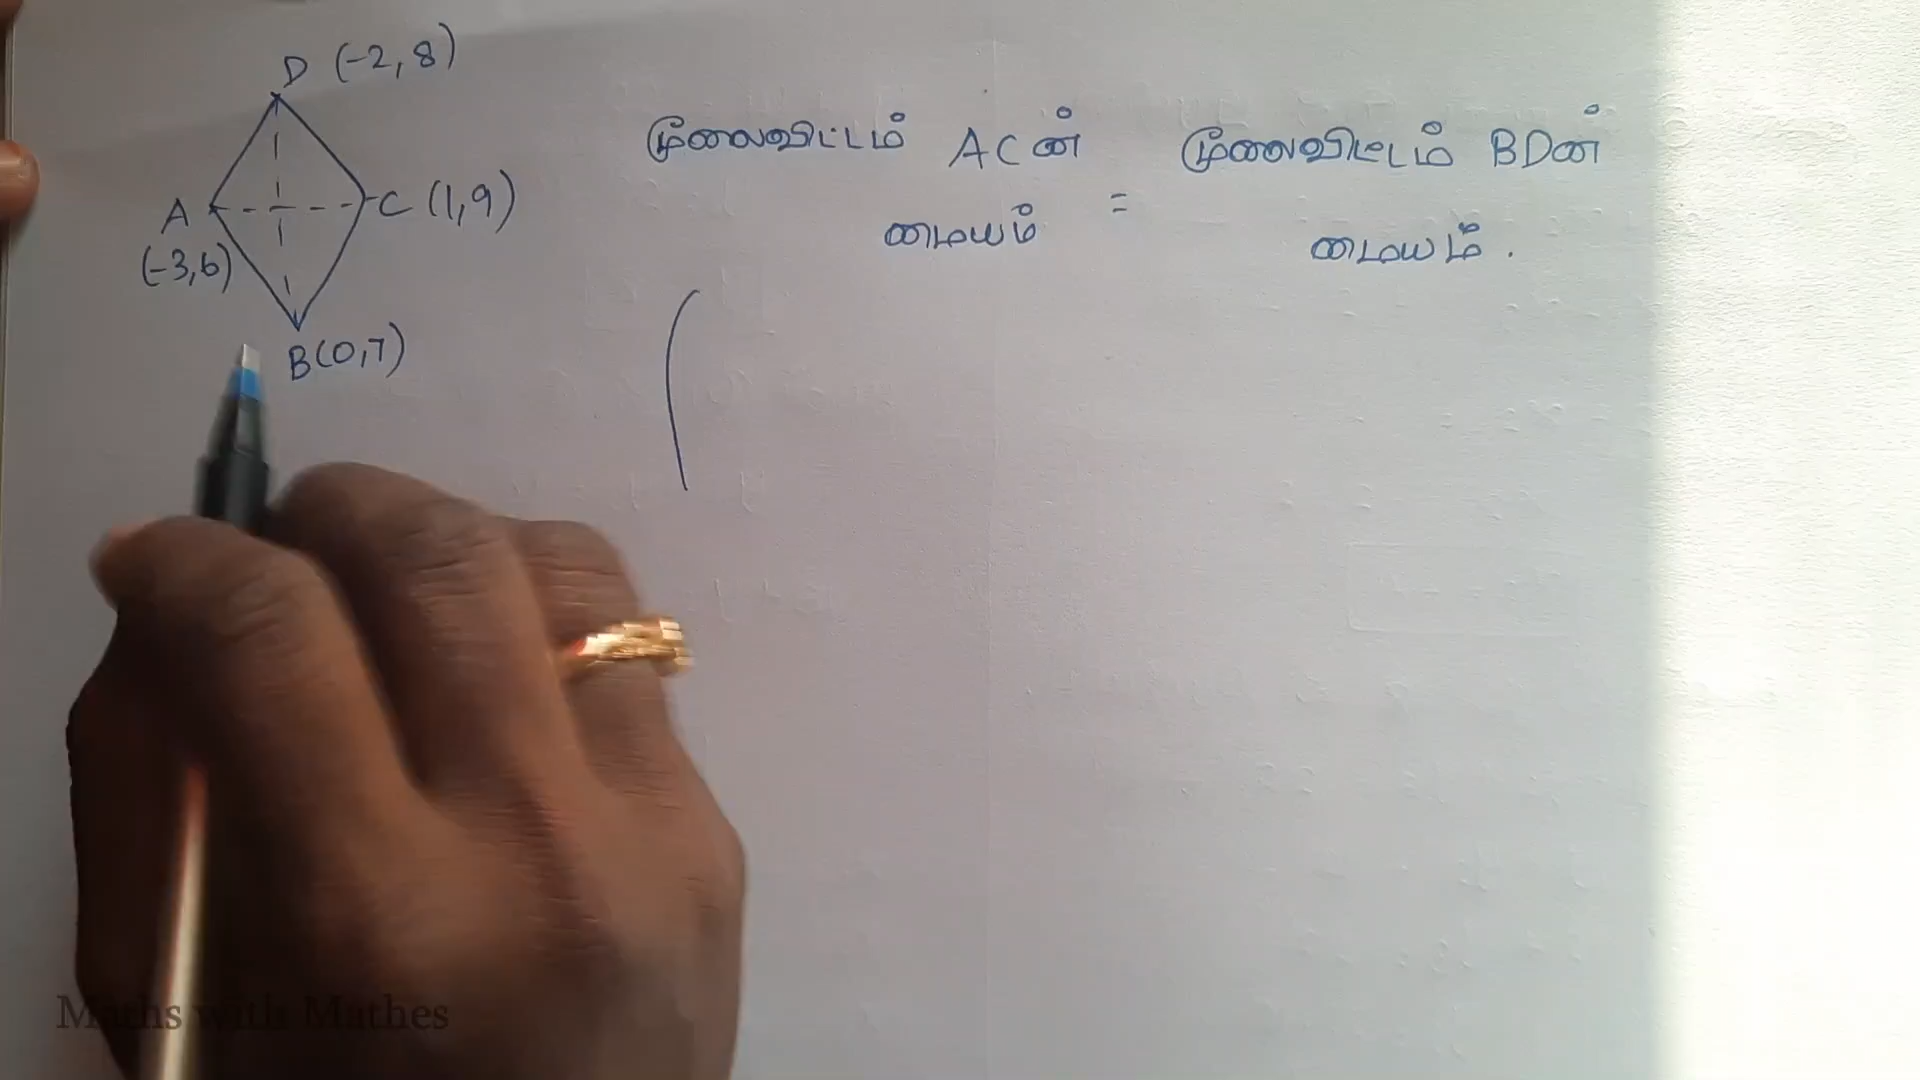 D (-2, 8)
மூலைவிட்டம் ACன் மூலைவிட்டம் BDன்
A C (1,9) =
(-3,6) மையம் மையம்.
B(0,7)
(
Maths with Mathes